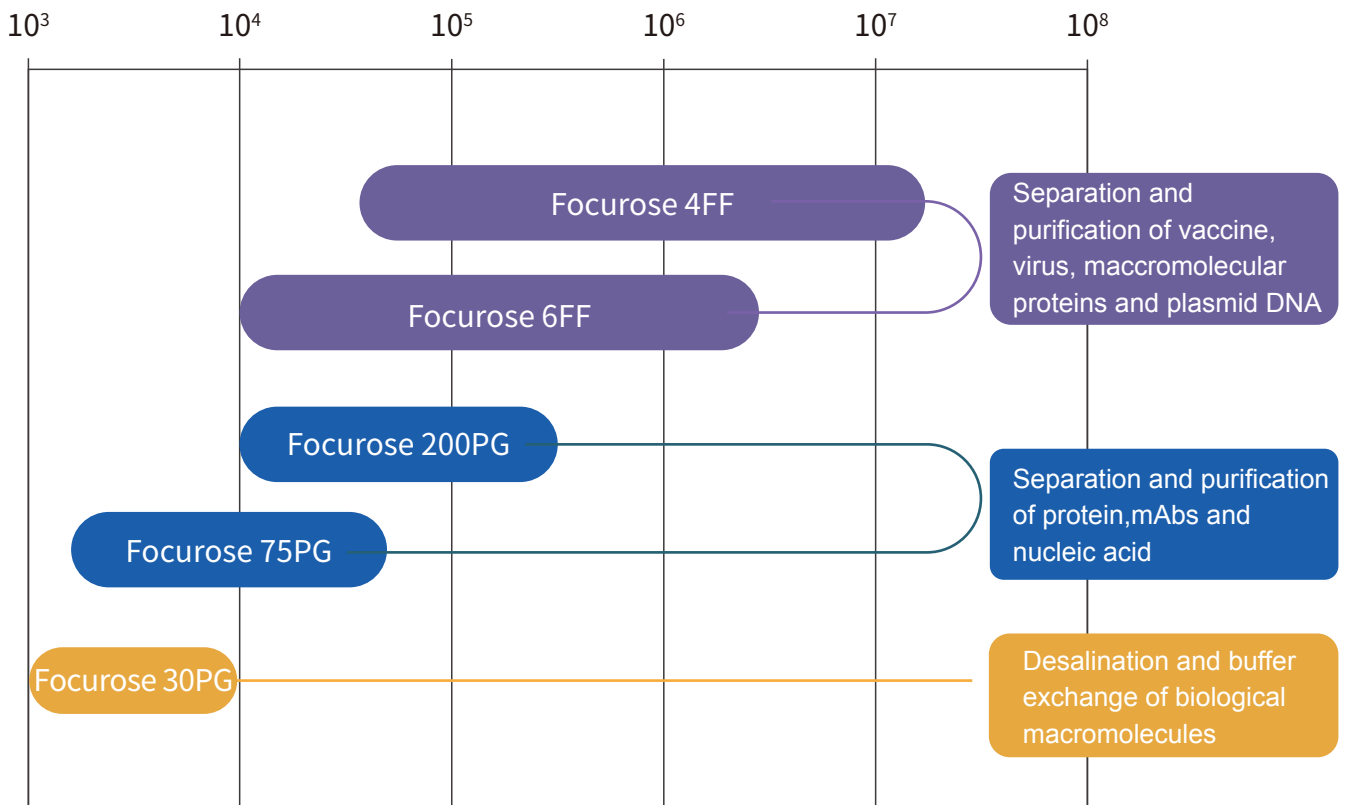 10³ 10⁴ 10⁵ 10⁶ 10⁷ 10⁸
Focurose 4FF
Focurose 6FF
Separation and
purification of vaccine,
virus, maccromolecular
proteins and plasmid DNA
Focurose 200PG
Focurose 75PG
Separation and purification
of protein,mAbs and
nucleic acid
Focurose 30PG
Desalination and buffer
exchange of biological
macromolecules